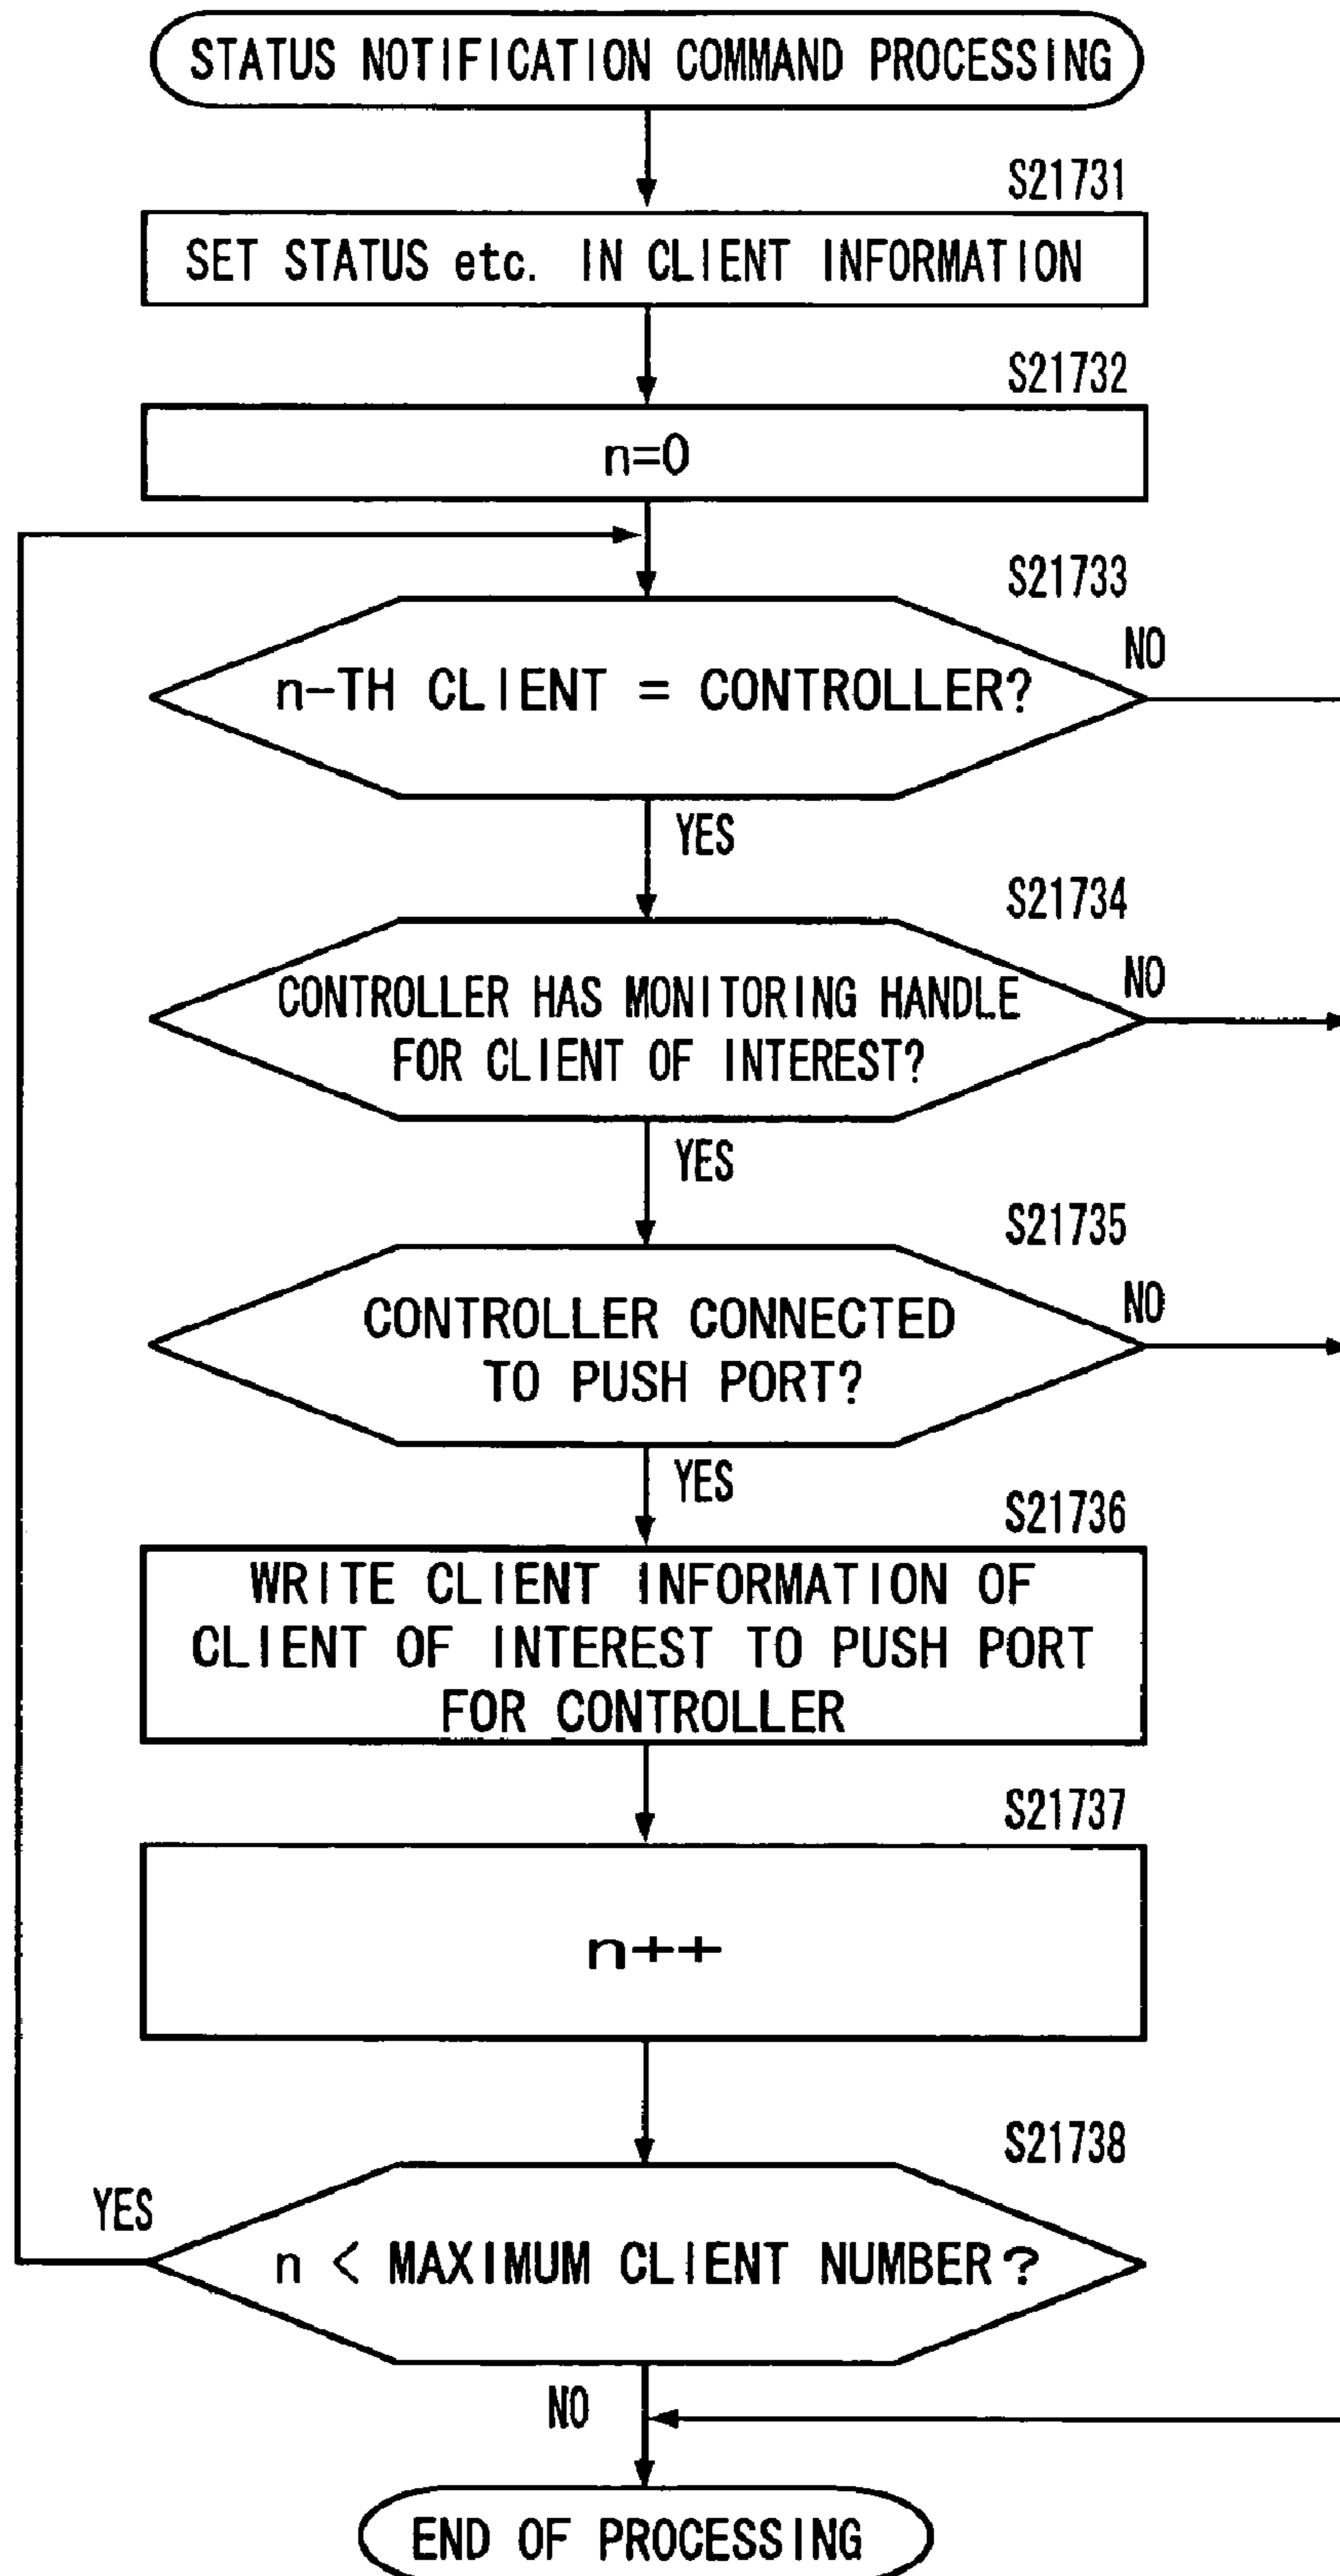 STATUS NOTIFICATION COMMAND PROCESSING
S21731
SET STATUS etc. IN CLIENT INFORMATION
S21732
n=0
S21733
n-TH CLIENT = CONTROLLER?
NO
YES
S21734
CONTROLLER HAS MONITORING HANDLE
FOR CLIENT OF INTEREST?
NO
YES
S21735
CONTROLLER CONNECTED
TO PUSH PORT?
NO
YES
S21736
WRITE CLIENT INFORMATION OF
CLIENT OF INTEREST TO PUSH PORT
FOR CONTROLLER
S21737
n++
S21738
YES
n < MAXIMUM CLIENT NUMBER?
NO
END OF PROCESSING